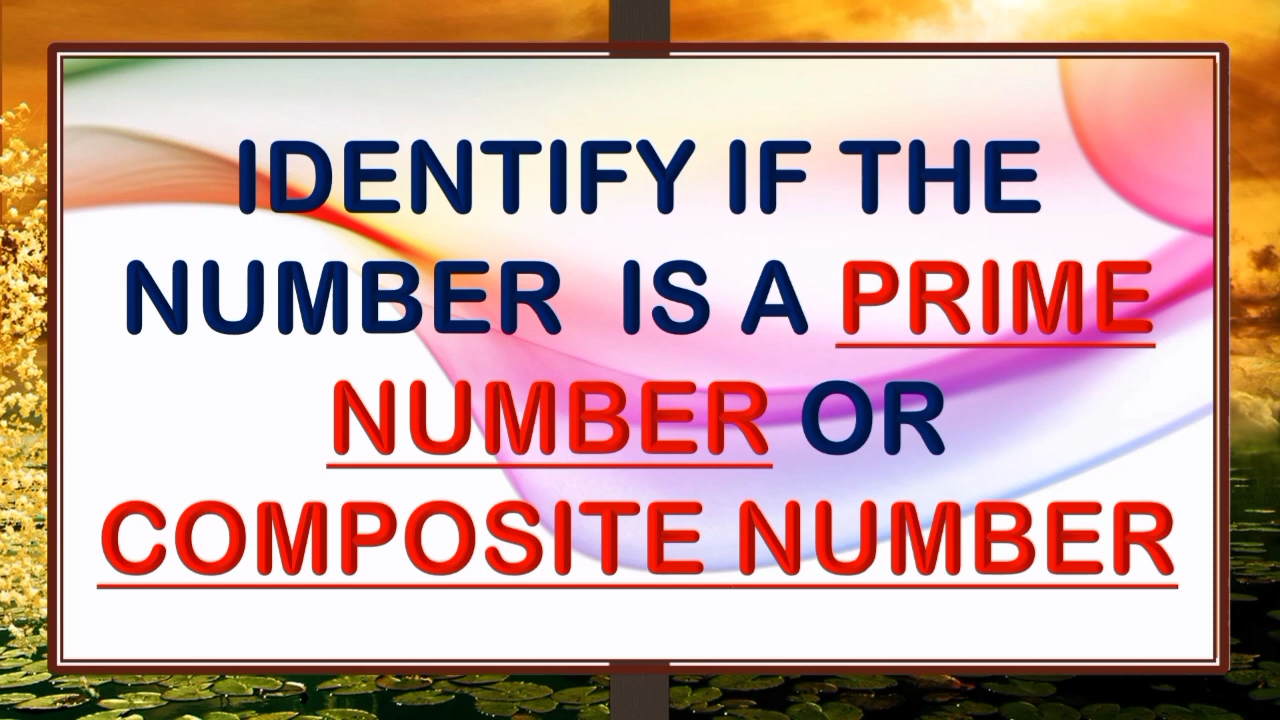 IDENTIFY IF THE
NUMBER IS A PRIME
NUMBER OR
COMPOSITE NUMBER